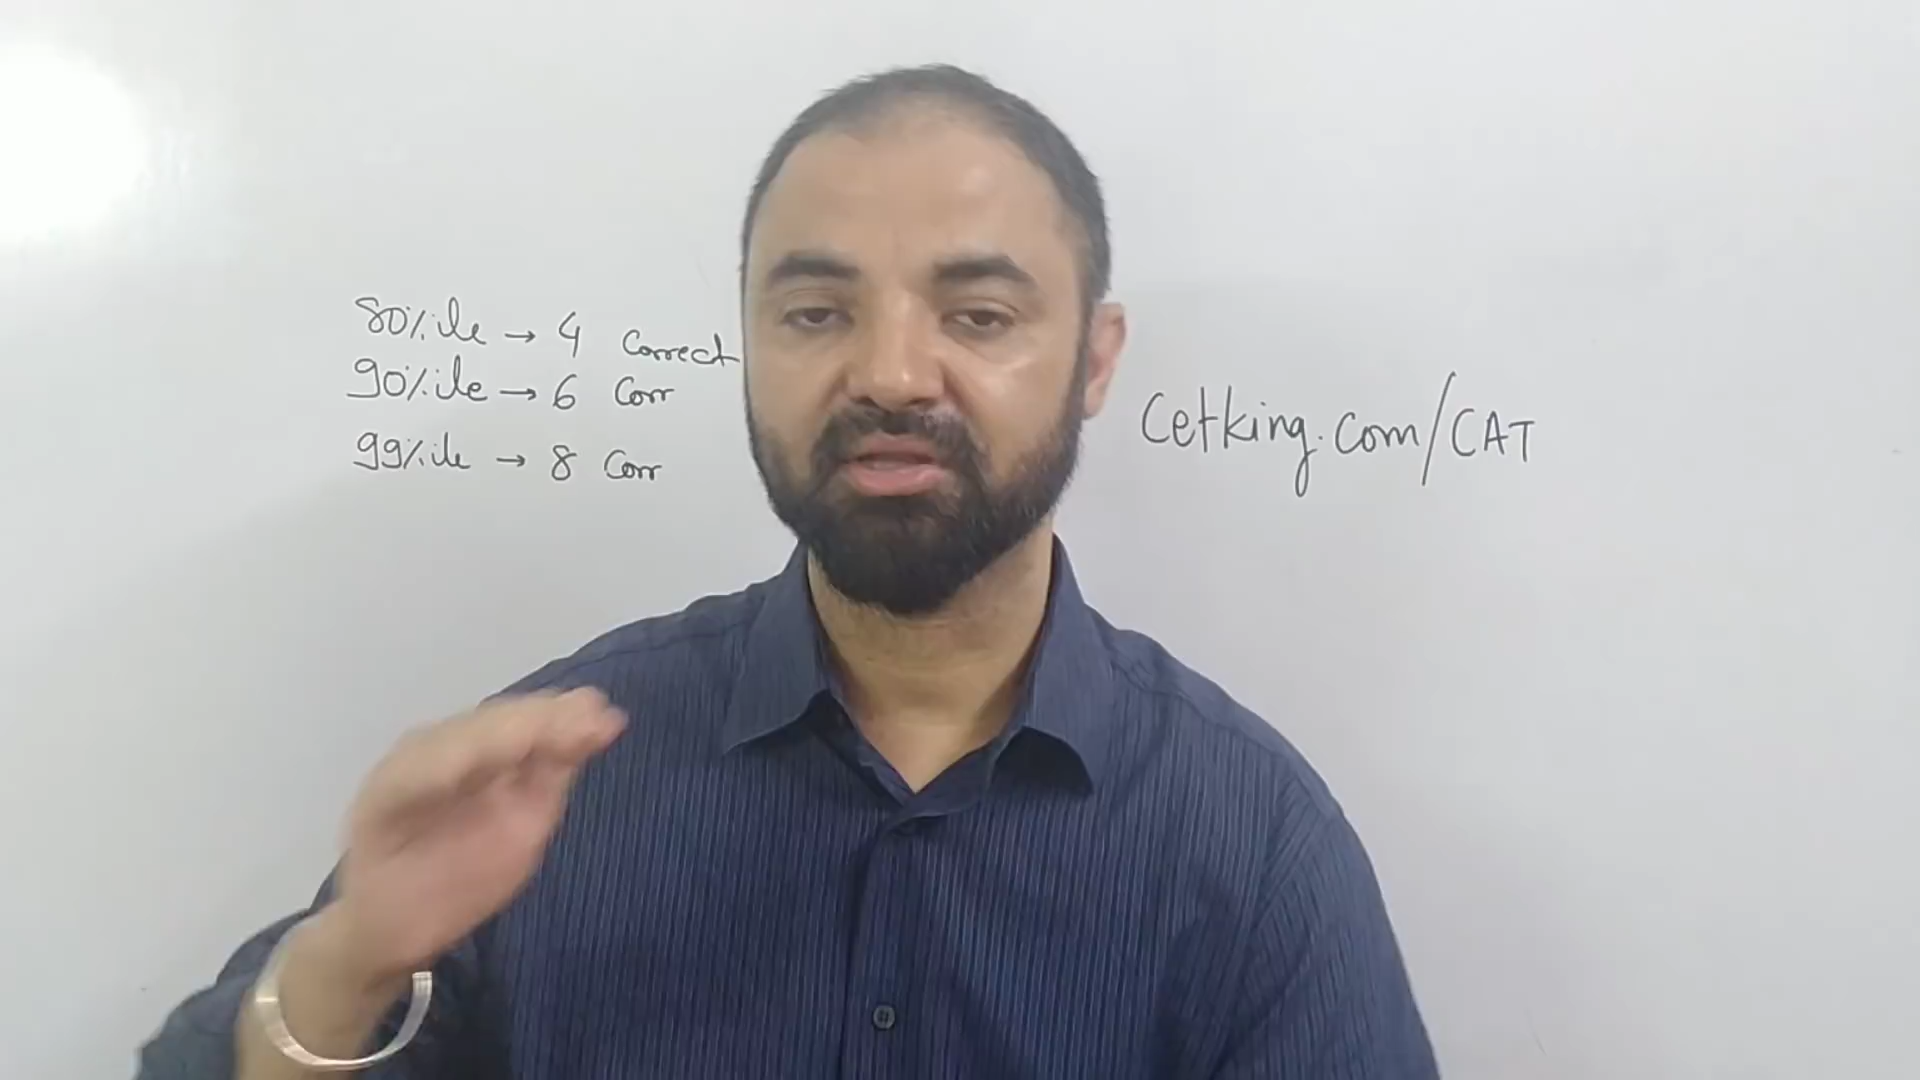 80%ile → 4 Correct
90%ile → 6 Corr
99%ile → 8 Corr
Cetking.com/CAT